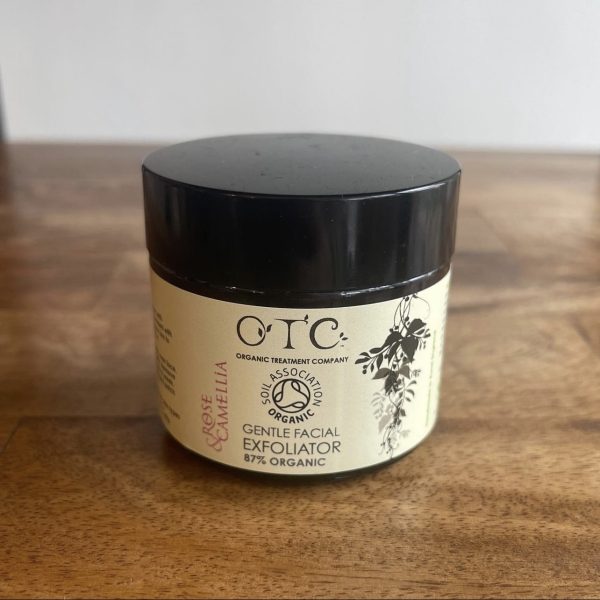 OTC
ORGANIC TREATMENT COMPANY
SOIL ASSOCIATION
ORGANIC
GENTLE FACIAL
EXFOLIATOR
87% ORGANIC
ROSE
& CAMELLIA